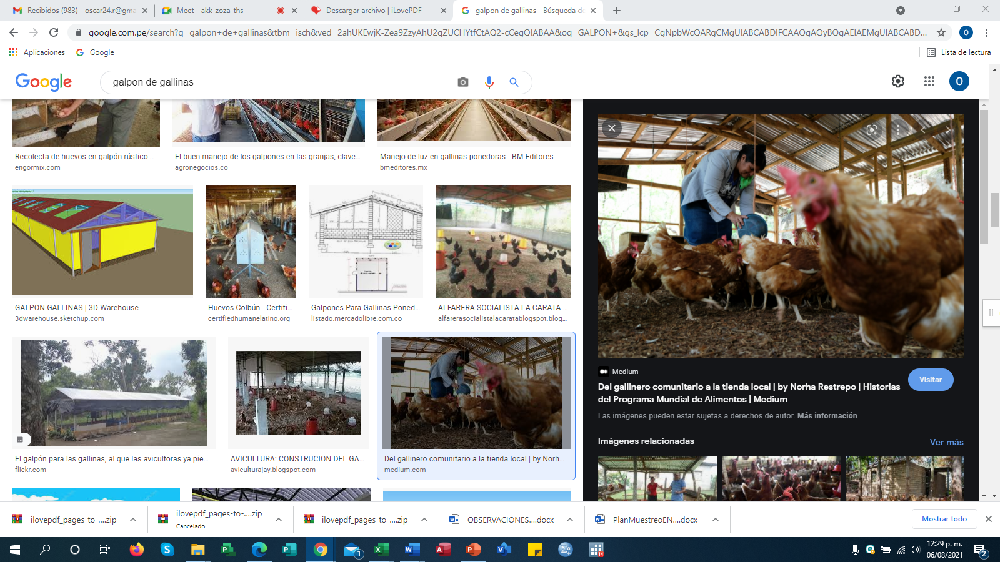 Recibidos (983) - oscar24.r@gma
Meet - akk-zoza-ths
Descargar archivo | iLovePDF
galpon de gallinas - Búsqueda de
google.com.pe/search?q=galpon+de+gallinas&tbm=isch&ved=2ahUKEwjK-Zea9ZzyAhU2qZUCHYtfCtAQ2-cCegQIABAA&oq=GALPON+&gs_lcp=CgNpbWcQARgCMgUIABCABDIFCAAQgAQyBQgAEIAEMgUIABCABD...
O
Aplicaciones
Google
Lista de lectura
Google
galpon de gallinas
O
Recolecta de huevos en galpón rústico ...
engormix.com
El buen manejo de los galpones en las granjas, clave...
agronegocios.co
Manejo de luz en gallinas ponedoras - BM Editores
bmeditores.mx
GALPON GALLINAS | 3D Warehouse
3dwarehouse.sketchup.com
Huevos Colbún - Certifi...
certifiedhumanelatino.org
Galpones Para Gallinas Poned...
listado.mercadolibre.com.co
ALFARERA SOCIALISTA LA CARATA ...
alfarerasocialistalacaratablogspot.blog...
El galpón para las gallinas, al que las avicultoras ya pie...
flickr.com
AVICULTURA: CONSTRUCION DEL GA...
aviculturajay.blogspot.com
Del gallinero comunitario a la tienda local | by Norh...
medium.com
Medium
Del gallinero comunitario a la tienda local | by Norha Restrepo | Historias
del Programa Mundial de Alimentos | Medium
Visitar
Las imágenes pueden estar sujetas a derechos de autor. Más información
Imágenes relacionadas
Ver más
ilovepdf_pages-to-....zip
ilovepdf_pages-to-....zip
Cancelado
ilovepdf_pages-to-....zip
OBSERVACIONES....docx
PlanMuestreoEN....docx
Mostrar todo
1
14
12:29 p. m.
06/08/2021
2